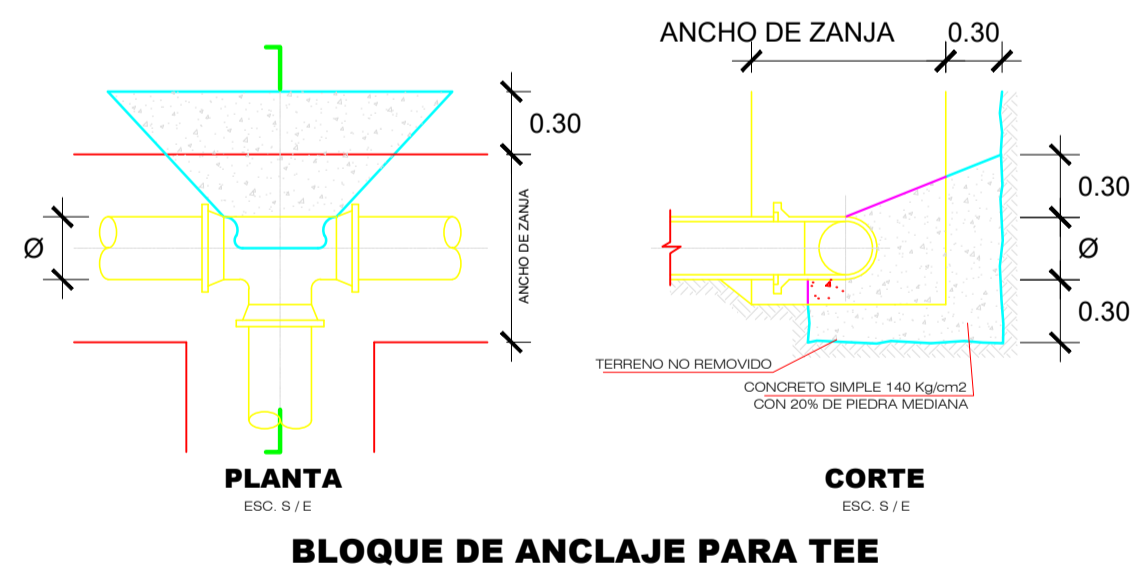 0.30
ANCHO DE ZANJA
Ø
PLANTA
ESC. S / E
ANCHO DE ZANJA 0.30
0.30
Ø
0.30
TERRENO NO REMOVIDO
CONCRETO SIMPLE 140 Kg/cm2
CON 20% DE PIEDRA MEDIANA
CORTE
ESC. S / E
BLOQUE DE ANCLAJE PARA TEE